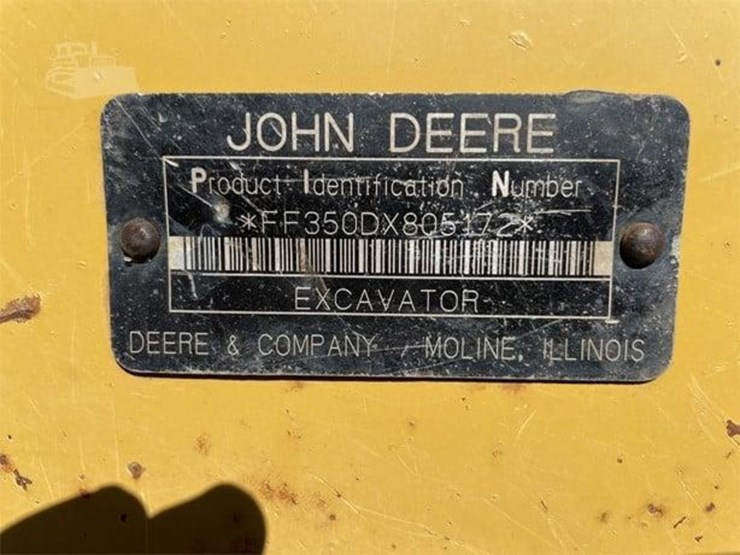 JOHN DEERE
Product Identification Number
*FF350DX805172*
EXCAVATOR
DEERE & COMPANY / MOLINE, ILLINOIS